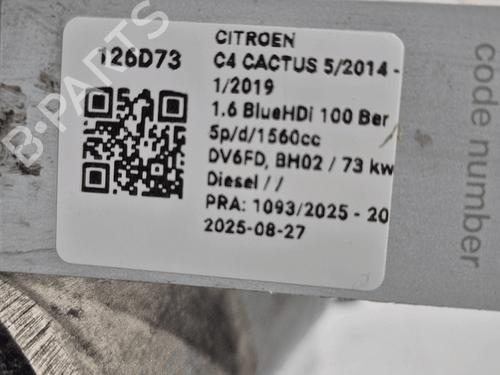 126D73
CITROEN
C4 CACTUS 5/2014 -
1/2019
1.6 BlueHDi 100 Ber
5p/d/1560cc
DV6FD, BH02 / 73 kw
Diesel / /
PRA: 1093/2025 - 20
2025-08-27
code number
B-PARTS